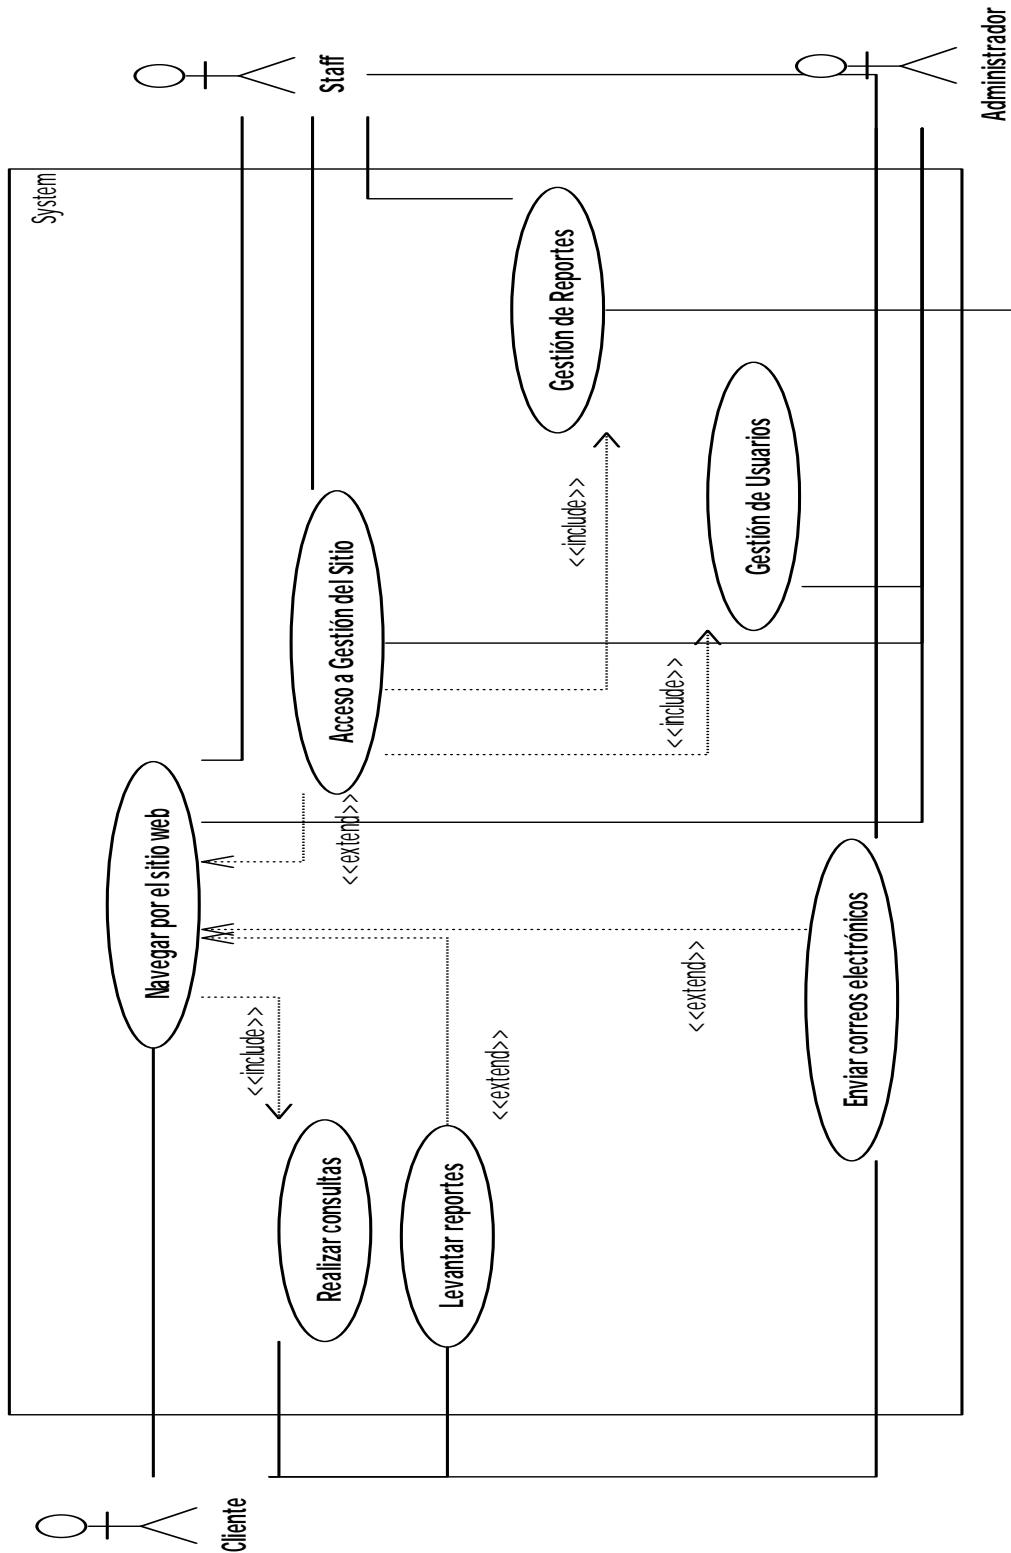 System
Cliente
Staff
Administrador
Navegar por el sitio web
<<include>>
Realizar consultas
<<extend>>
Acceso a Gestión del Sitio
Levantar reportes
<<extend>>
<<include>>
Gestión de Reportes
<<include>>
Gestión de Usuarios
<<extend>>
Enviar correos electrónicos